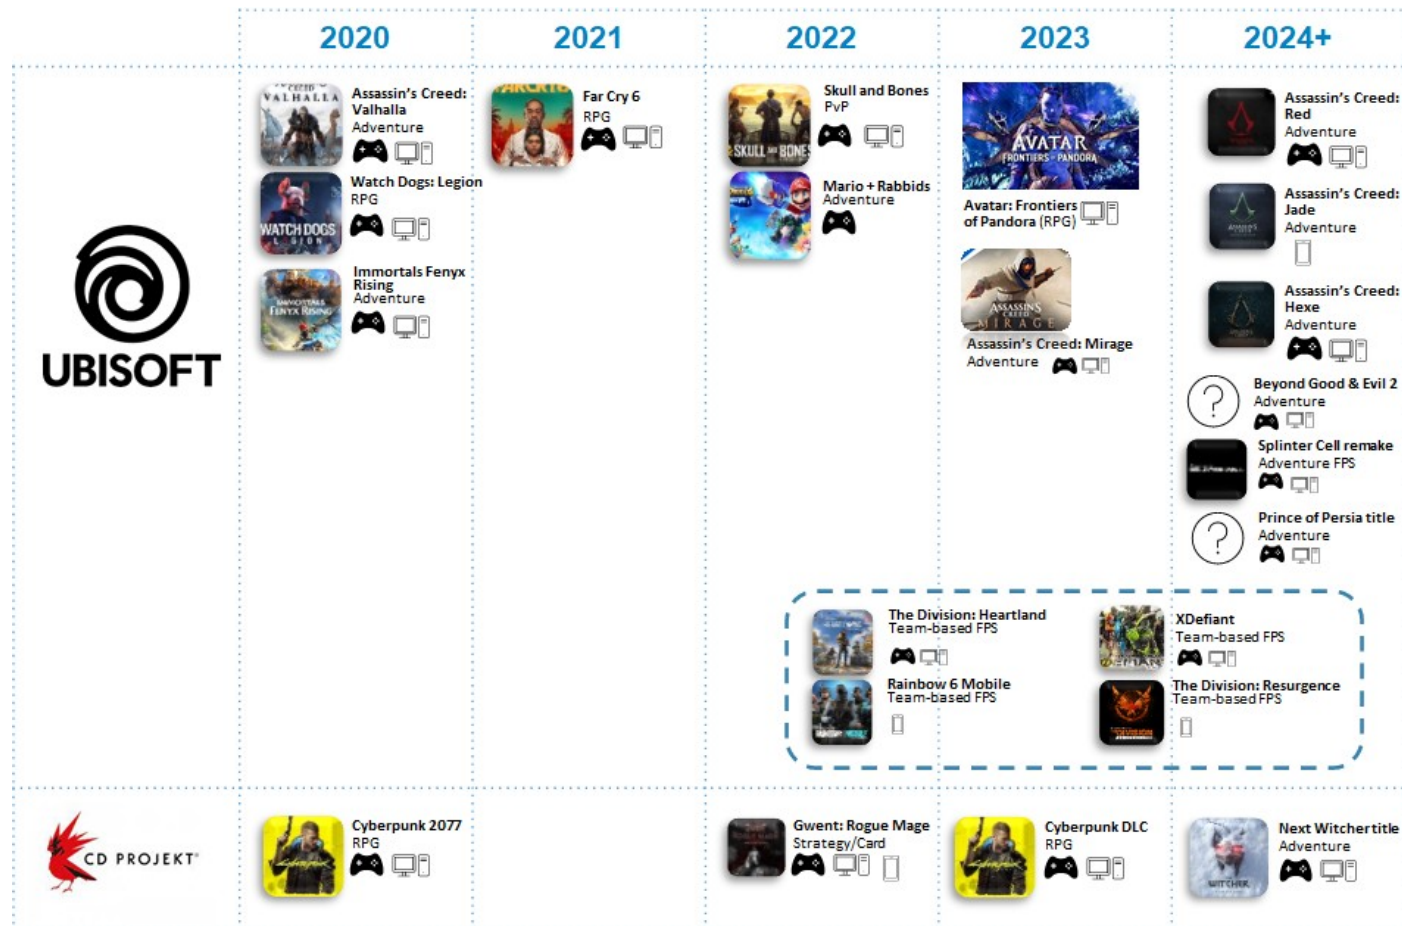 2020
2021
2022
2023
2024+
UBISOFT
VALHALLA
Assassin's Creed:
Valhalla
Adventure
WATCH DOGS
Watch Dogs: Legion
RPG
IMMORTALS
FENYX RISING
Immortals Fenyx
Rising
Adventure
Far Cry 6
RPG
SKULL AND BONES
Skull and Bones
PvP
Mario + Rabbids
Adventure
AVATAR
FRONTIERS OF PANDORA
Avatar: Frontiers
of Pandora (RPG)
ASSASSIN'S
CREED
MIRAGE
Assassin's Creed: Mirage
Adventure
Assassin's Creed:
Red
Adventure
Assassin's Creed:
Jade
Adventure
Assassin's Creed:
Hexe
Adventure
?
Beyond Good & Evil 2
Adventure
Splinter Cell remake
Adventure FPS
?
Prince of Persia title
Adventure
The Division: Heartland
Team-based FPS
Rainbow 6 Mobile
Team-based FPS
XDefiant
Team-based FPS
DIVISION
The Division: Resurgence
Team-based FPS
CD PROJEKT
Cyberpunk 2077
RPG
Gwent: Rogue Mage
Strategy/Card
Cyberpunk DLC
RPG
WITCHER
Next Witcher title
Adventure